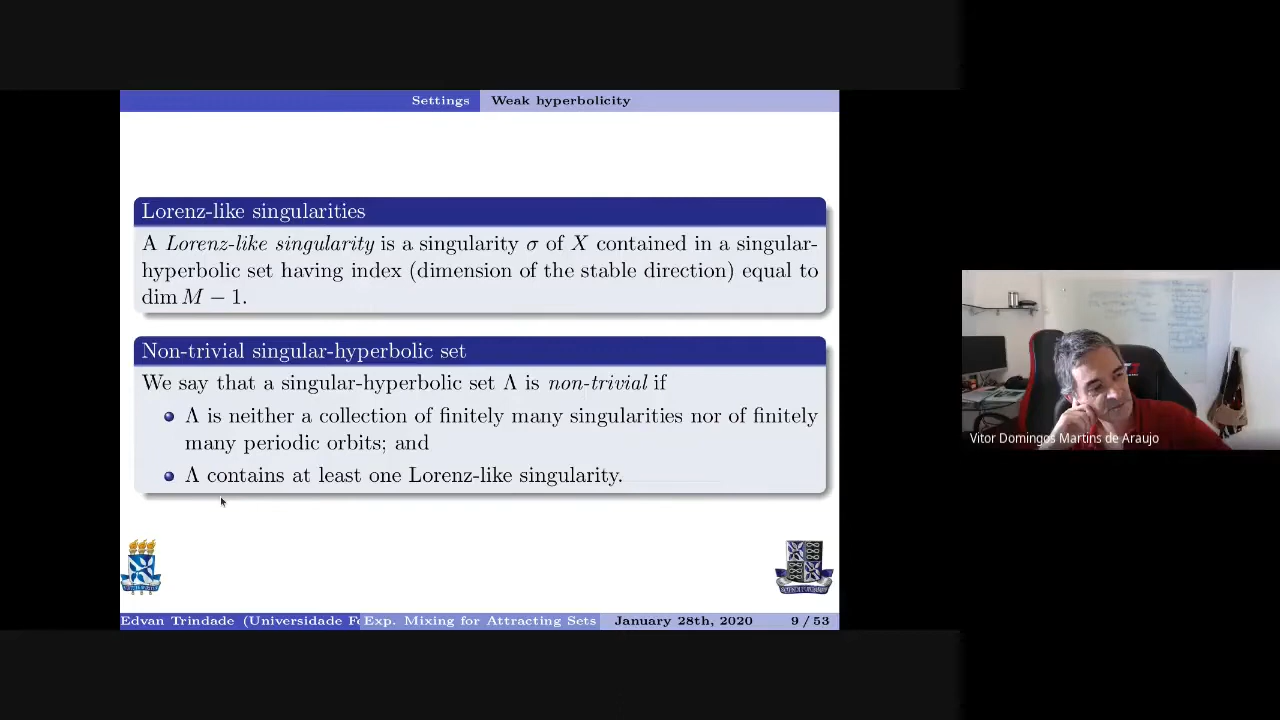 Settings Weak hyperbolicity
Lorenz-like singularities
A Lorenz-like singularity is a singularity σ of X contained in a singular-
hyperbolic set having index (dimension of the stable direction) equal to
dim M − 1.
Non-trivial singular-hyperbolic set
We say that a singular-hyperbolic set Λ is non-trivial if
Λ is neither a collection of finitely many singularities nor of finitely
many periodic orbits; and
Λ contains at least one Lorenz-like singularity.
Vitor Domingos Martins de Araujo
Edvan Trindade (Universidade Fe Exp. Mixing for Attracting Sets January 28th, 2020 9 / 53